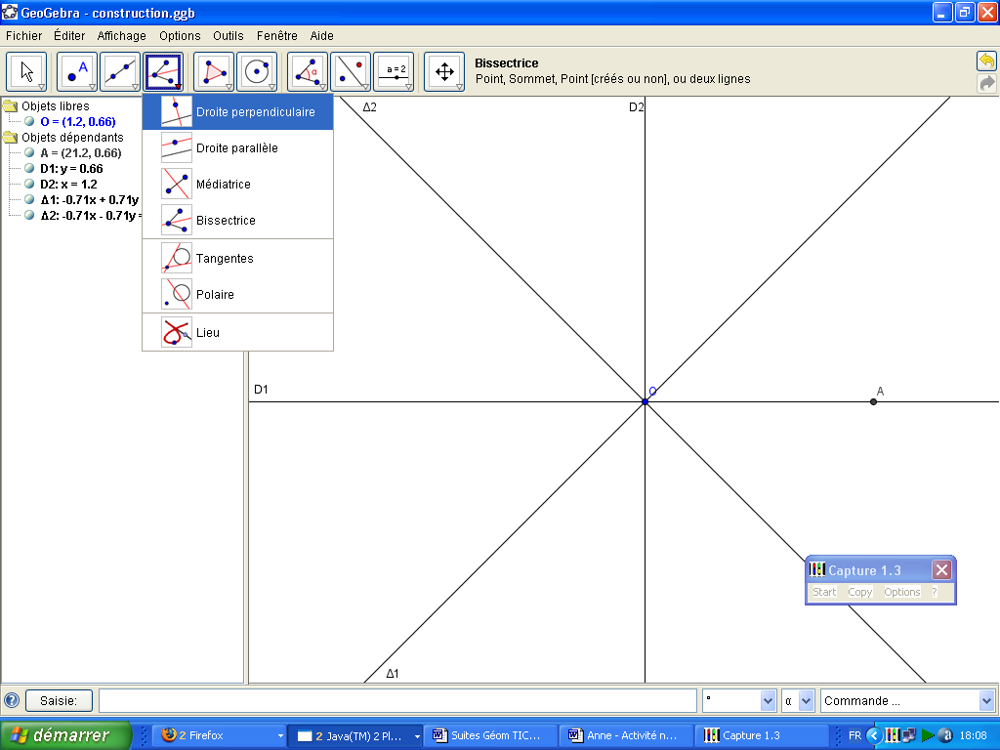 GeoGebra - construction.ggb
Fichier Éditer Affichage Options Outils Fenêtre Aide
A α a = 2
Bissectrice
Point, Sommet, Point [créés ou non], ou deux lignes
Objets libres
O = (1.2, 0.66)
Objets dépendants
A = (21.2, 0.66)
D1: y = 0.66
D2: x = 1.2
Δ1: -0.71x + 0.71y
Δ2: -0.71x - 0.71y =
Droite perpendiculaire
Droite parallèle
Médiatrice
Bissectrice
Tangentes
Polaire
Lieu
Δ2
D2
D1
O
A
Δ1
Capture 1.3
Start Copy Options ?
? Saisie: ° α Commande ...
démarrer 2 Firefox 2 Java(TM) 2 Pl... Suites Géom TIC... Anne - Activité n... Capture 1.3 FR 18:08